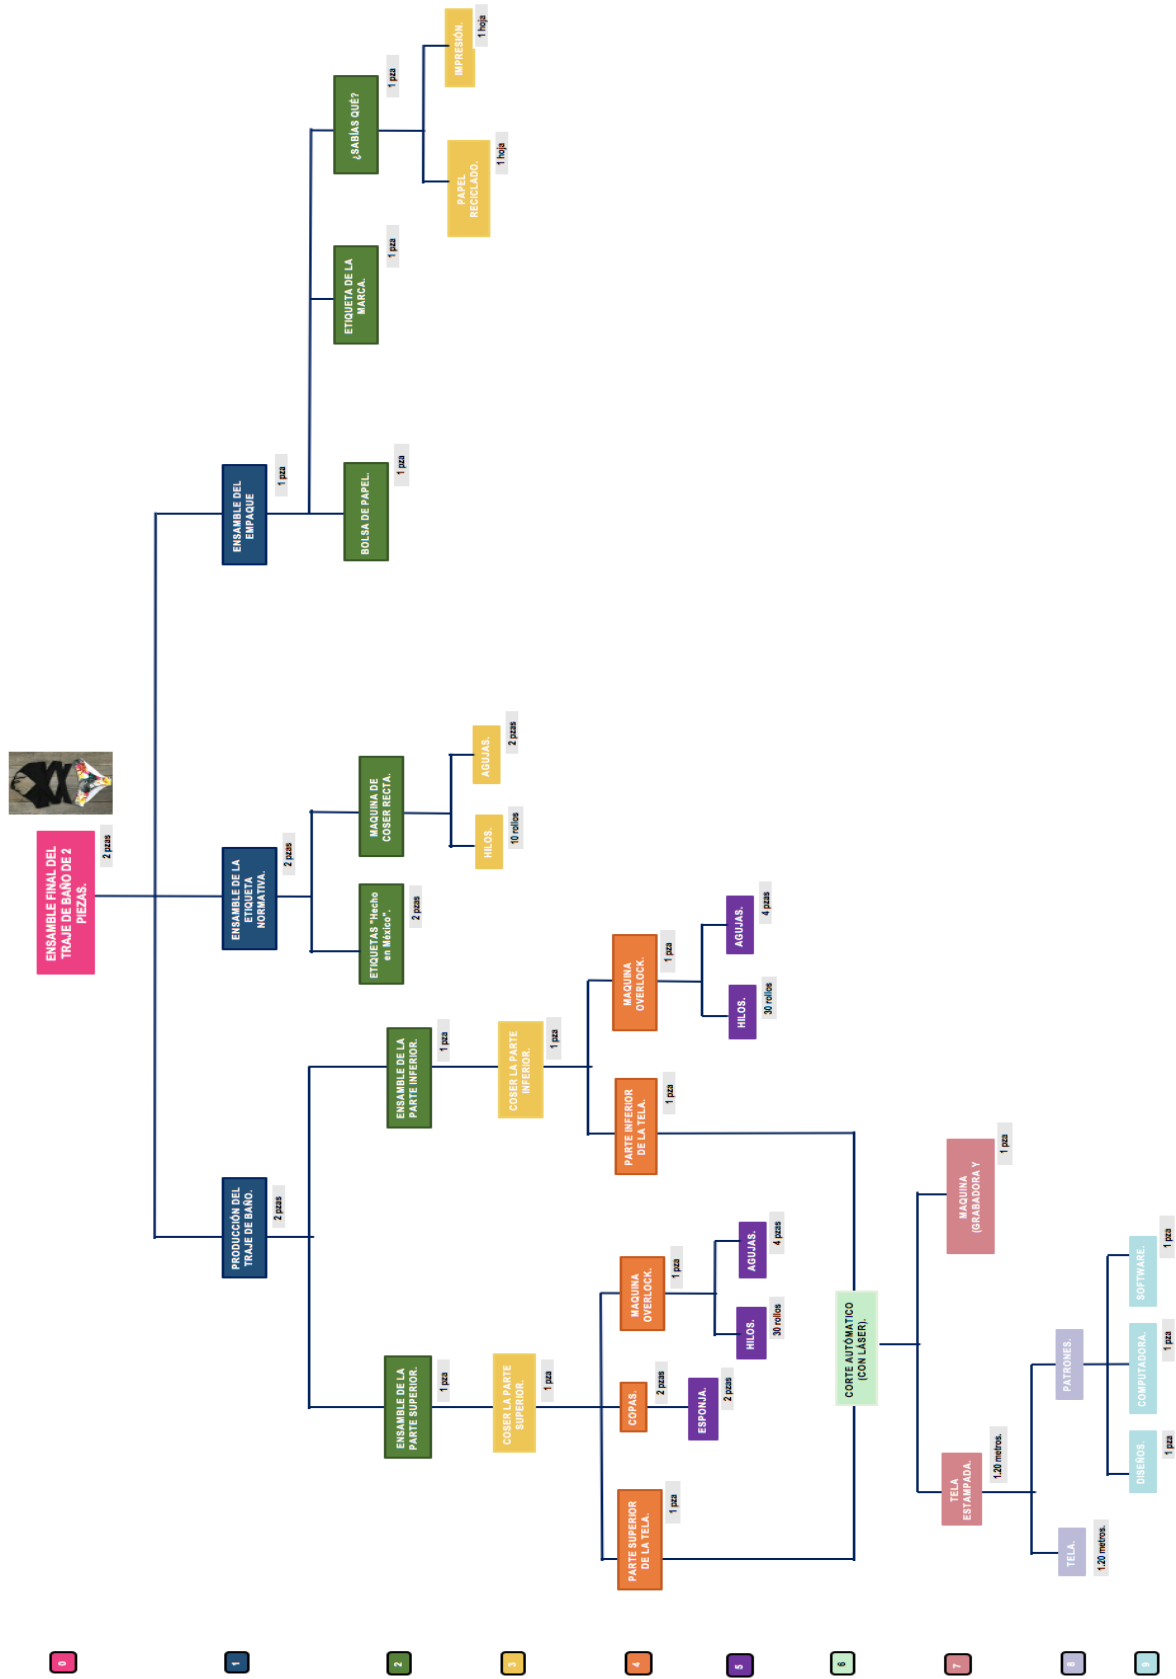 ENSAMBLE FINAL DEL
TRAJE DE BAÑO DE 2
PIEZAS.
2 pzas
PRODUCCIÓN DEL
TRAJE DE BAÑO.
2 pzas
ENSAMBLE DE LA
ETIQUETA
NORMATIVA.
2 pzas
ENSAMBLE DEL
EMPAQUE
1 pza
ENSAMBLE DE LA
PARTE SUPERIOR.
1 pza
ENSAMBLE DE LA
PARTE INFERIOR.
1 pza
ETIQUETAS "Hecho
en México".
2 pzas
MAQUINA DE
COSER RECTA.
BOLSA DE PAPEL.
1 pza
ETIQUETA DE LA
MARCA.
1 pza
¿SABÍAS QUÉ?
1 pza
COSER LA PARTE
SUPERIOR.
1 pza
COSER LA PARTE
INFERIOR.
1 pza
HILOS.
10 rollos
AGUJAS.
2 pzas
PAPEL
RECICLADO.
1 hoja
IMPRESIÓN.
1 hoja
PARTE SUPERIOR
DE LA TELA.
1 pza
COPAS.
2 pzas
MAQUINA
OVERLOCK.
1 pza
PARTE INFERIOR
DE LA TELA.
1 pza
MAQUINA
OVERLOCK.
1 pza
ESPONJA.
2 pzas
HILOS.
30 rollos
AGUJAS.
4 pzas
HILOS.
30 rollos
AGUJAS.
4 pzas
CORTE AUTÓMATICO
(CON LÁSER).
TELA
ESTAMPADA.
1.20 metros.
MAQUINA
(GRABADORA Y
1 pza
TELA.
1.20 metros.
PATRONES.
DISEÑOS.
1 pza
COMPUTADORA.
1 pza
SOFTWARE.
1 pza
0
1
2
3
4
5
6
7
8
9